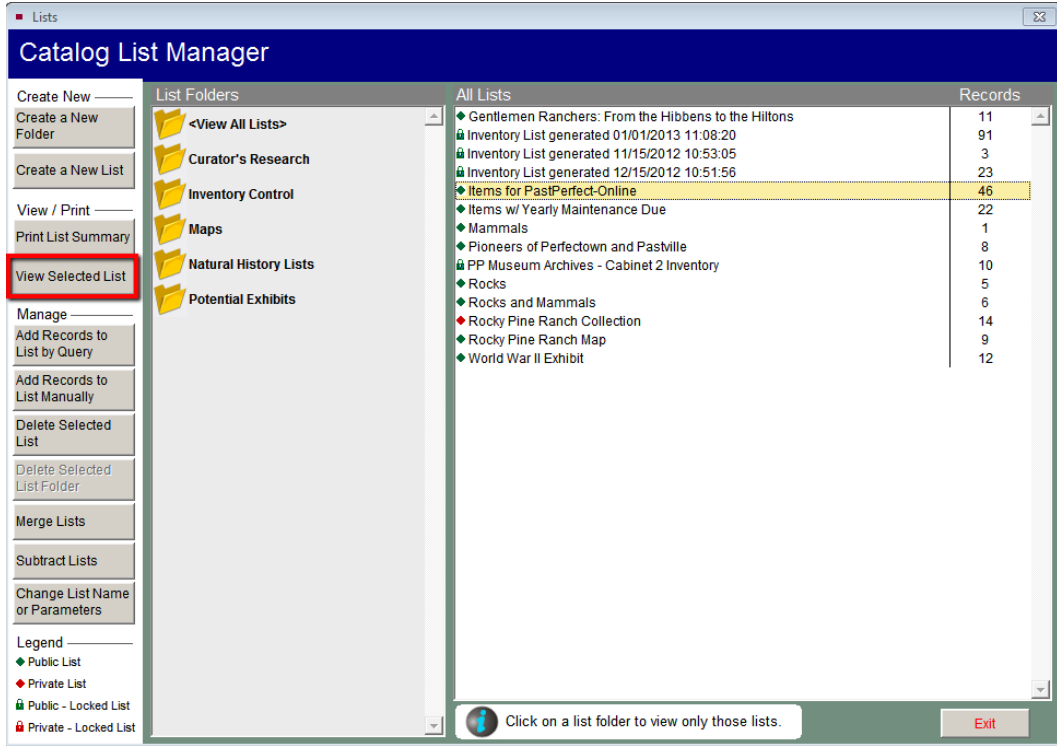 Lists
Catalog List Manager
Create New
Create a New
Folder
Create a New List
View / Print
Print List Summary
View Selected List
Manage
Add Records to
List by Query
Add Records to
List Manually
Delete Selected
List
Delete Selected
List Folder
Merge Lists
Subtract Lists
Change List Name
or Parameters
Legend
Public List
Private List
Public - Locked List
Private - Locked List
List Folders
<View All Lists>
Curator's Research
Inventory Control
Maps
Natural History Lists
Potential Exhibits
All Lists Records
Gentlemen Ranchers: From the Hibbens to the Hiltons 11
Inventory List generated 01/01/2013 11:08:20 91
Inventory List generated 11/15/2012 10:53:05 3
Inventory List generated 12/15/2012 10:51:56 23
Items for PastPerfect-Online 46
Items w/ Yearly Maintenance Due 22
Mammals 1
Pioneers of Perfectown and Pastville 8
PP Museum Archives - Cabinet 2 Inventory 10
Rocks 5
Rocks and Mammals 6
Rocky Pine Ranch Collection 14
Rocky Pine Ranch Map 9
World War II Exhibit 12
Click on a list folder to view only those lists.
Exit